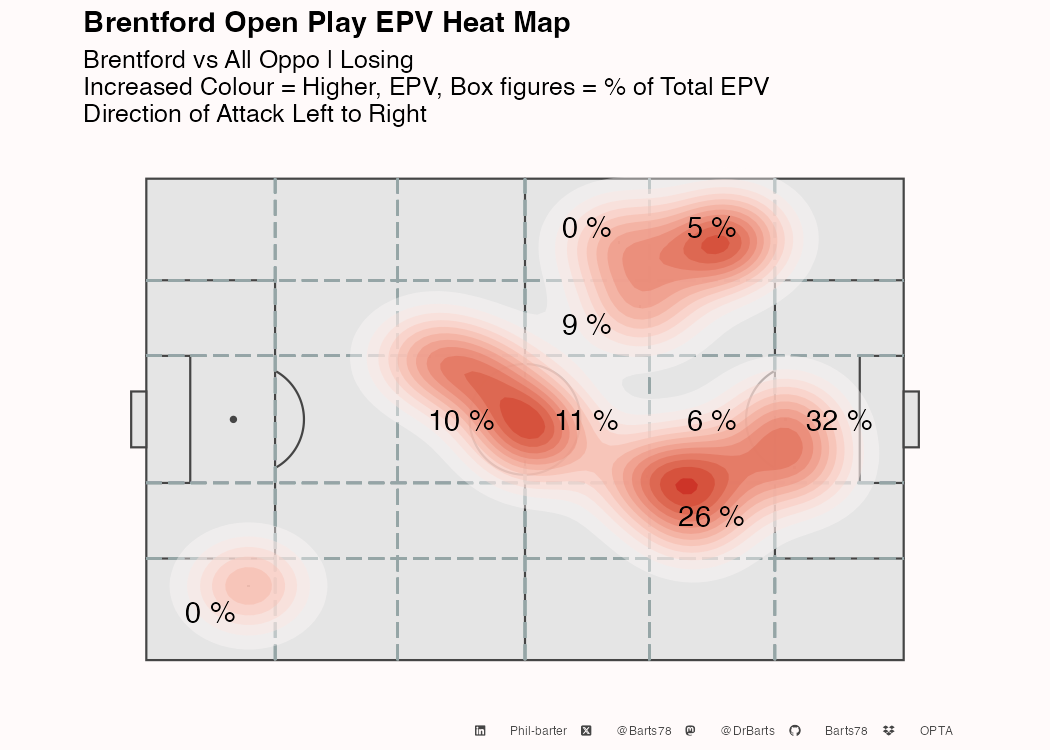 Brentford Open Play EPV Heat Map
Brentford vs All Oppo | Losing
Increased Colour = Higher, EPV, Box figures = % of Total EPV
Direction of Attack Left to Right
0 % 5 %
9 %
10 % 11 % 6 % 32 %
26 %
0 %
Phil-barter @Barts78 @DrBarts Barts78 OPTA